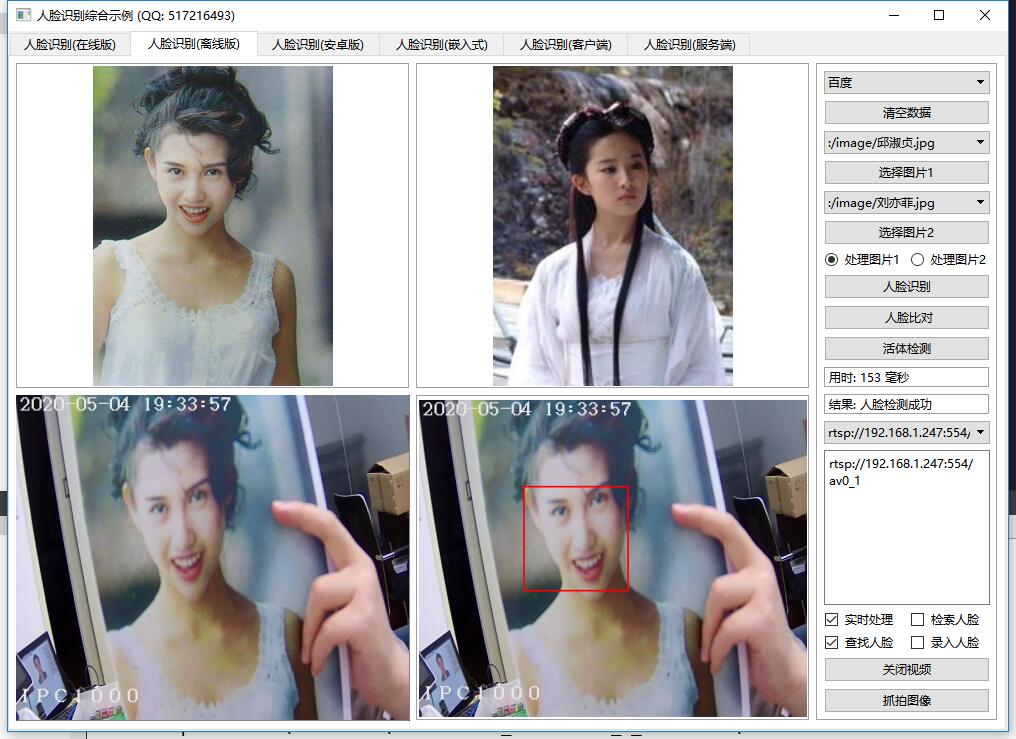 人脸识别综合示例 (QQ: 517216493)
人脸识别(在线版)
人脸识别(离线版)
人脸识别(安卓版)
人脸识别(嵌入式)
人脸识别(客户端)
人脸识别(服务端)
百度
清空数据
:/image/邱淑贞.jpg
选择图片1
:/image/刘亦菲.jpg
选择图片2
处理图片1 处理图片2
人脸识别
人脸比对
活体检测
用时: 153 毫秒
结果: 人脸检测成功
rtsp://192.168.1.247:554/
rtsp://192.168.1.247:554/
av0_1
实时处理 检索人脸
查找人脸 录入人脸
关闭视频
抓拍图像
2020-05-04 19:33:57
IPC1000
2020-05-04 19:33:57
IPC1000